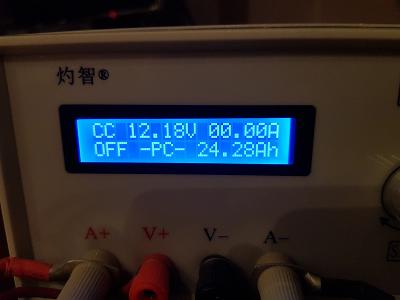 灼智®
CC 12.18V 00.00A
OFF -PC- 24.28Ah
A+ V+ V- A-